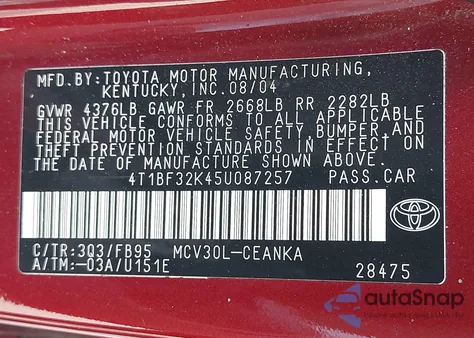 MFD.BY:TOYOTA MOTOR MANUFACTURING,
KENTUCKY,INC.08/04
GVWR 4376LB GAWR FR 2668LB RR 2282LB
THIS VEHICLE CONFORMS TO ALL APPLICABLE
FEDERAL MOTOR VEHICLE SAFETY,BUMPER,AND
THEFT PREVENTION STANDARDS IN EFFECT ON
THE DATE OF MANUFACTURE SHOWN ABOVE.
4T1BF32K45U087257 PASS.CAR
C/TR:3Q3/FB95 MCV30L-CEANKA
A/TM:-03A/U151E 28475
TOYOTA
autoSnap